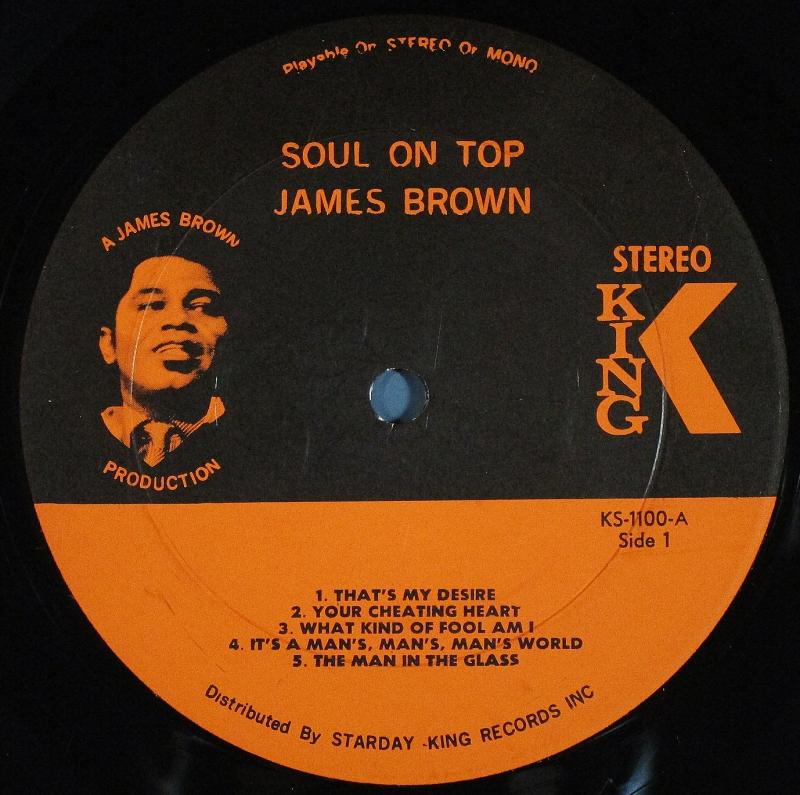 Playable On STEREO Or MONO
SOUL ON TOP
JAMES BROWN
A JAMES BROWN
PRODUCTION
STEREO
KING
K
KS-1100-A
Side 1
1. THAT'S MY DESIRE
2. YOUR CHEATING HEART
3. WHAT KIND OF FOOL AM I
4. IT'S A MAN'S, MAN'S, MAN'S WORLD
5. THE MAN IN THE GLASS
Distributed By STARDAY-KING RECORDS INC